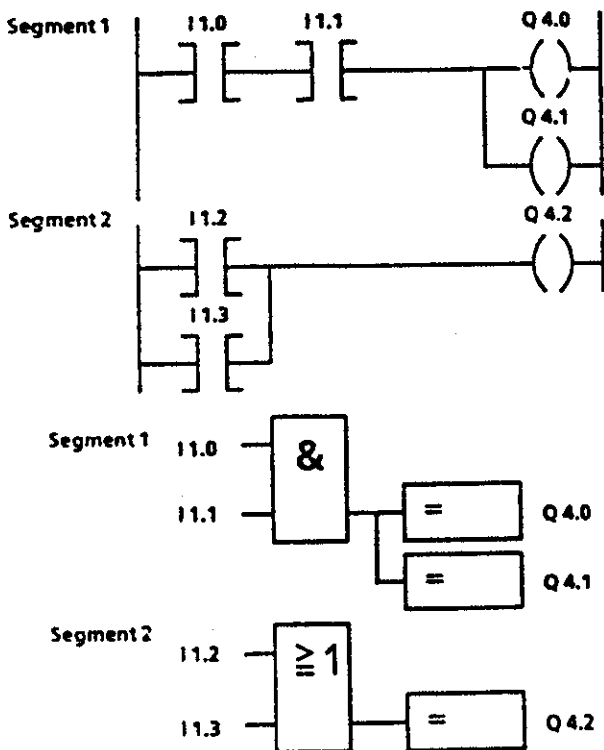 Segment 1 I 1.0 I 1.1 Q 4.0
Q 4.1
Segment 2 I 1.2 Q 4.2
I 1.3
Segment 1 I 1.0 &
I 1.1 = Q 4.0
= Q 4.1
Segment 2 I 1.2 ≧ 1
I 1.3 = Q 4.2